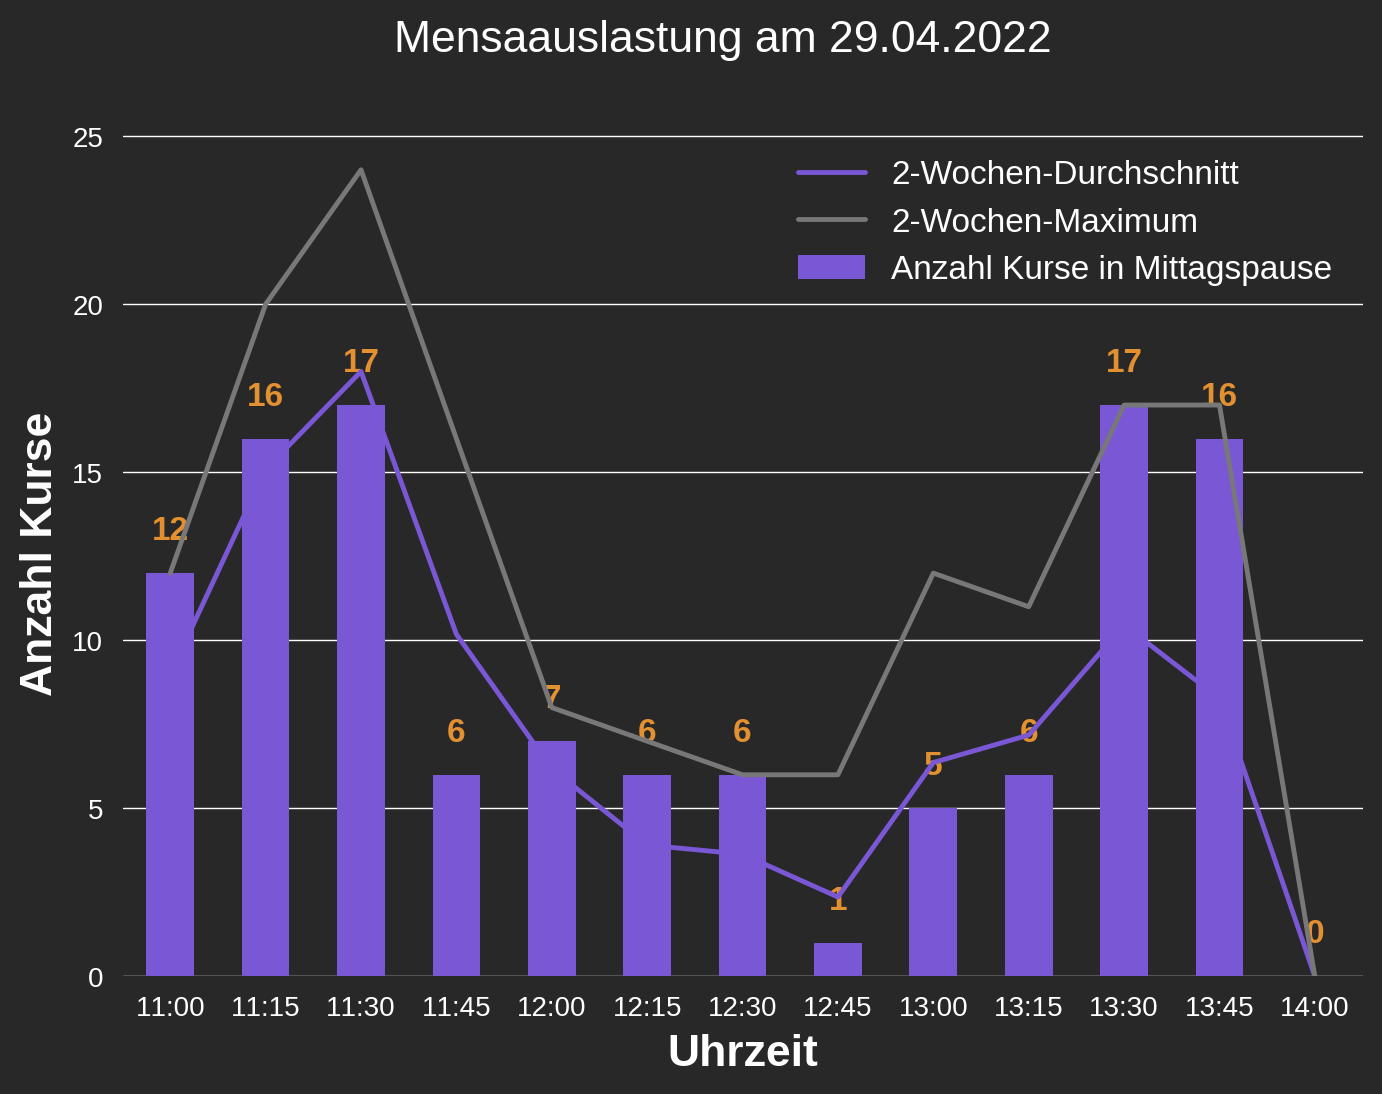 Mensaauslastung am 29.04.2022
25
20
15
10
5
0
Anzahl Kurse
2-Wochen-Durchschnitt
2-Wochen-Maximum
Anzahl Kurse in Mittagspause
12
16
17
6
7
6
6
1
5
6
17
16
0
11:00 11:15 11:30 11:45 12:00 12:15 12:30 12:45 13:00 13:15 13:30 13:45 14:00
Uhrzeit